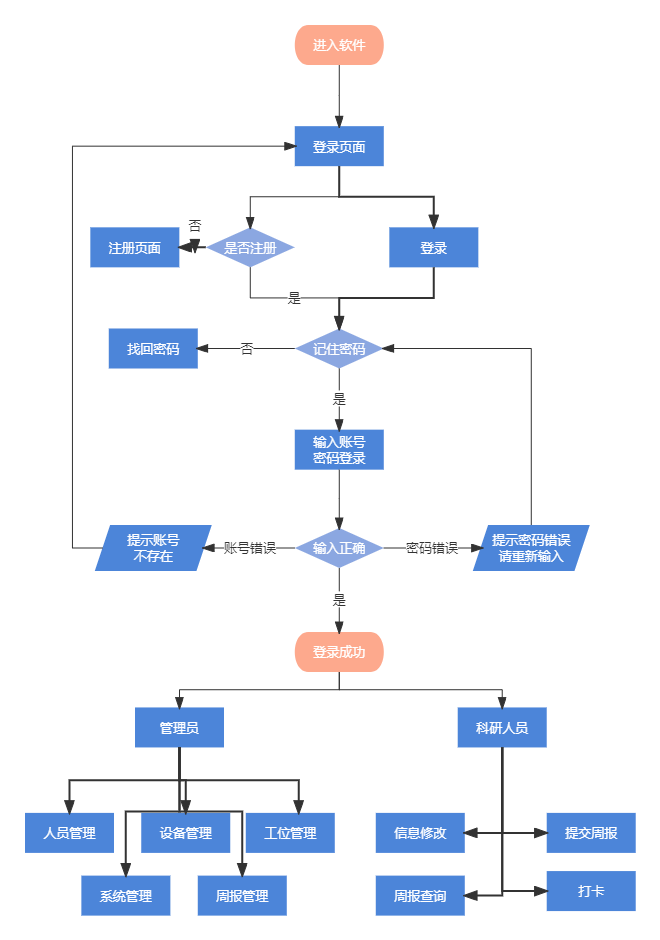 进入软件
登录页面
否
注册页面
是否注册
登录
是
找回密码
否
记住密码
是
输入账号
密码登录
提示账号
不存在
账号错误
输入正确
密码错误
提示密码错误
请重新输入
是
登录成功
管理员
科研人员
人员管理
设备管理
工位管理
信息修改
提交周报
系统管理
周报管理
周报查询
打卡